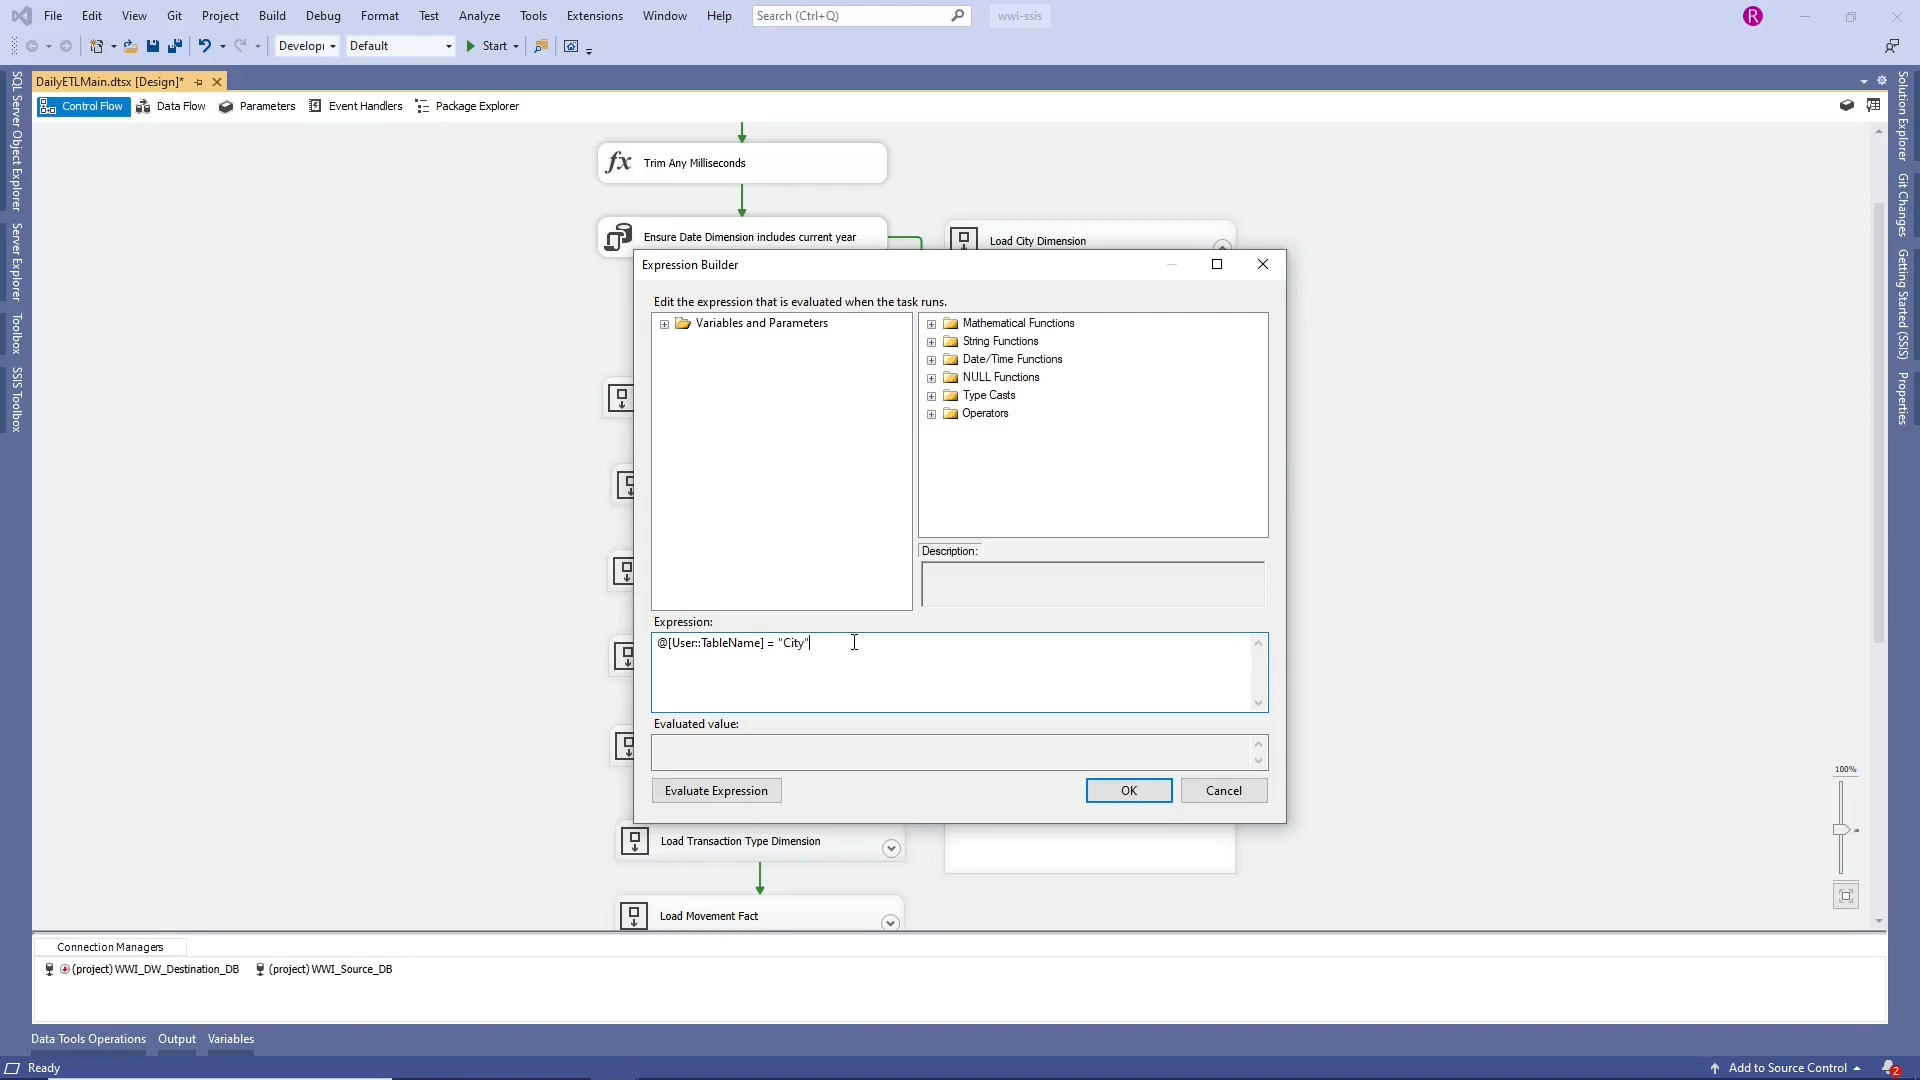 File Edit View Git Project Build Debug Format Test Analyze Tools Extensions Window Help Search (Ctrl+Q) wwi-ssis R
Developı Default Start
DailyETLMain.dtsx [Design]*
Control Flow Data Flow Parameters Event Handlers Package Explorer
SQL Server Object Explorer
Server Explorer
Toolbox
SSIS Toolbox
Solution Explorer
Git Changes
Getting Started (SSIS)
Properties
Trim Any Milliseconds
Ensure Date Dimension includes current year
Load City Dimension
Expression Builder
Edit the expression that is evaluated when the task runs.
Variables and Parameters
Mathematical Functions
String Functions
Date/Time Functions
NULL Functions
Type Casts
Operators
Description:
Expression:
@[User::TableName] = "City"
Evaluated value:
Evaluate Expression OK Cancel
100%
Load Transaction Type Dimension
Load Movement Fact
Connection Managers
(project) WWI_DW_Destination_DB (project) WWI_Source_DB
Data Tools Operations Output Variables
Ready Add to Source Control 2